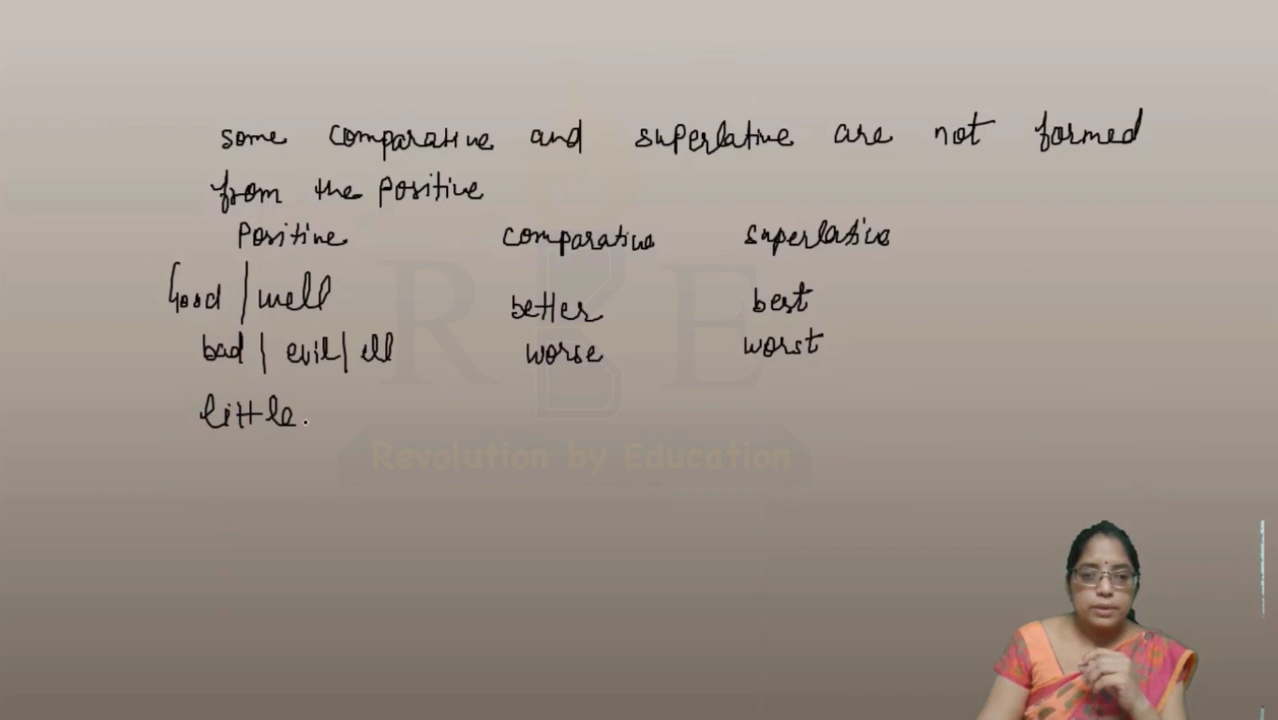 some comparative and superlative are not formed
from the positive
Positive comparative superlative
Good / well better best
bad / evil / ill worse worst
little.
RBE
Revolution by Education